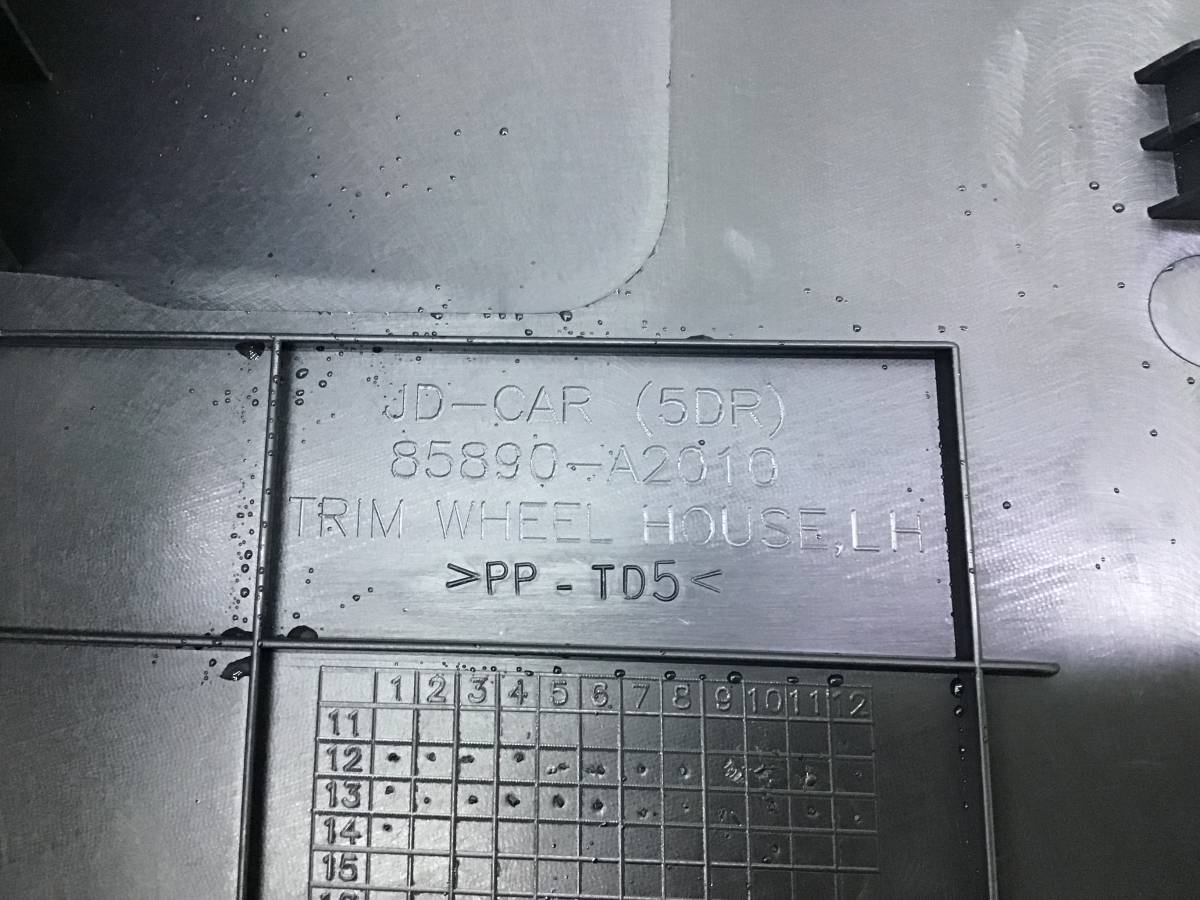 JD-CAR (5DR)
85890-A2010
TRIM WHEEL HOUSE,LH
>PP-TD5<
1 2 3 4 5 6 7 8 9 10 11 12
11
12
13
14
15